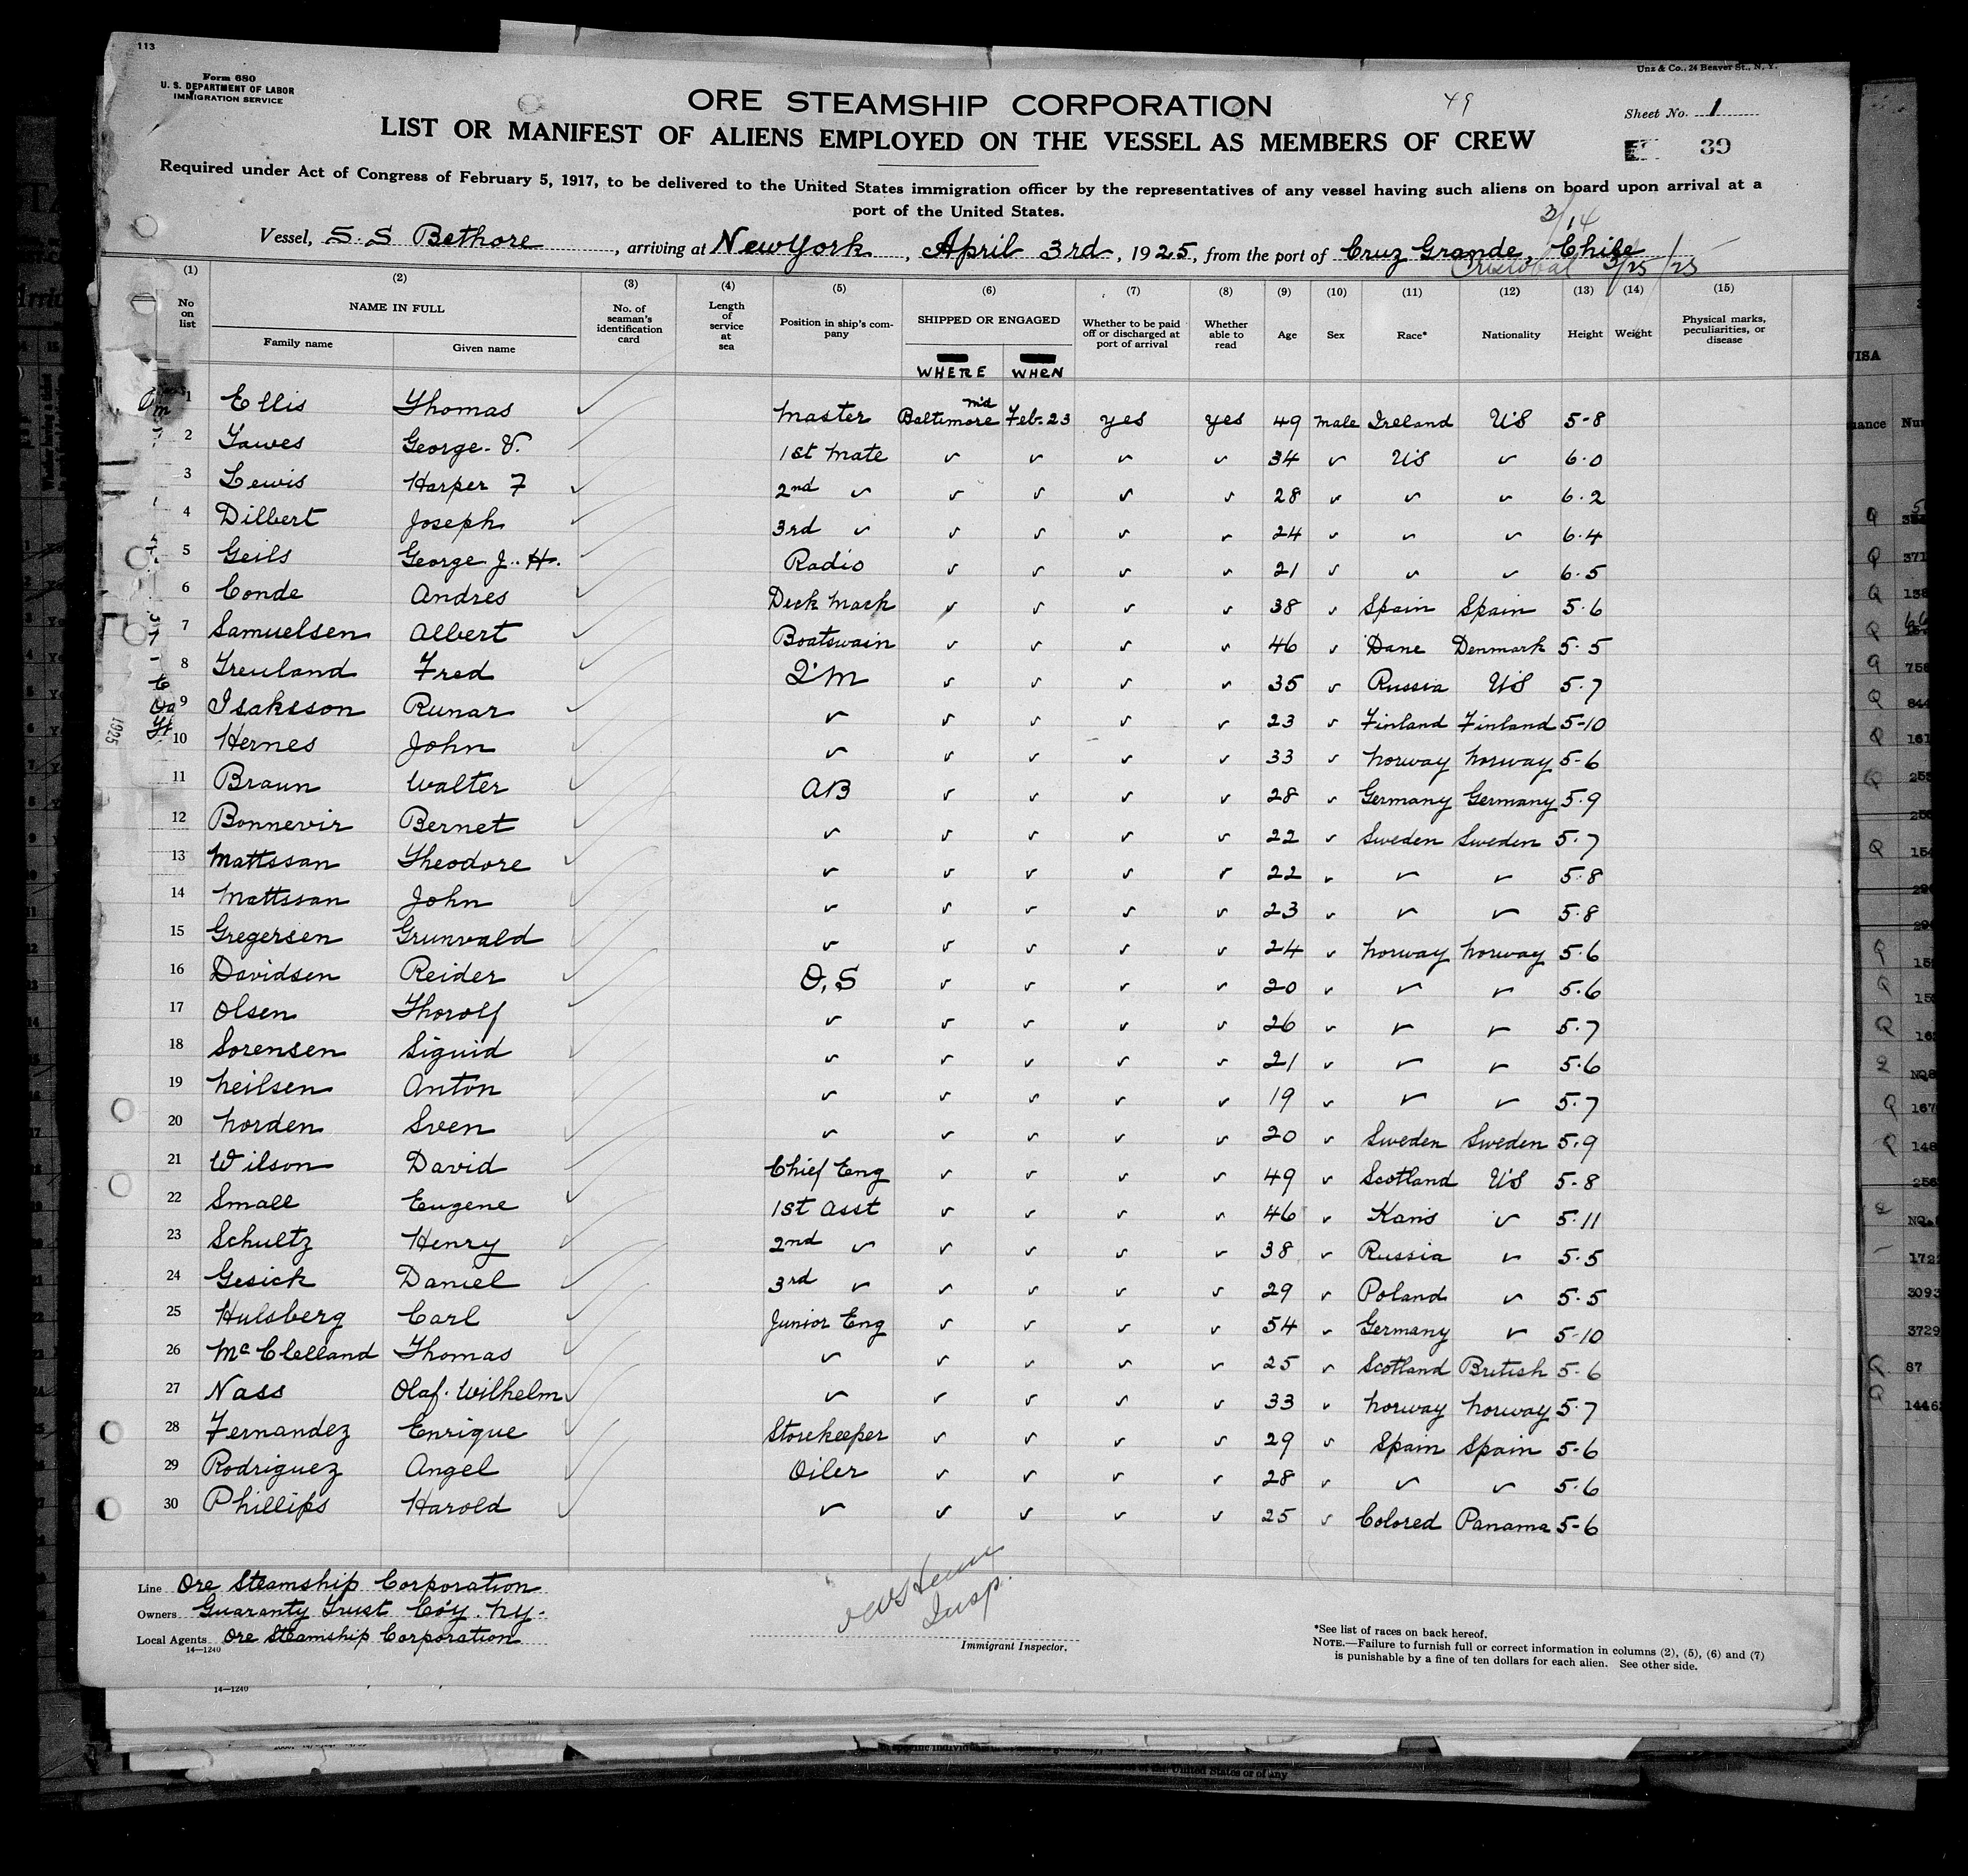 113
Form 680
U. S. DEPARTMENT OF LABOR
IMMIGRATION SERVICE
Unz & Co., 24 Beaver St., N. Y.
ORE STEAMSHIP CORPORATION
49
Sheet No. 1
LIST OR MANIFEST OF ALIENS EMPLOYED ON THE VESSEL AS MEMBERS OF CREW
39
Required under Act of Congress of February 5, 1917, to be delivered to the United States immigration officer by the representatives of any vessel having such aliens on board upon arrival at a
port of the United States.
3/14
Vessel, S.S Bethore, arriving at New York, April 3rd, 1925, from the port of Cruz Grande, Chile
Cristobal 3/25/25
(1) (2) (3) (4) (5) (6) (7) (8) (9) (10) (11) (12) (13) (14) (15)
No on list NAME IN FULL Family name Given name No. of seaman's identification card Length of service at sea Position in ship's company SHIPPED OR ENGAGED WHERE WHEN Whether to be paid off or discharged at port of arrival Whether able to read Age Sex Race* Nationality Height Weight Physical marks, peculiarities, or disease
1 Ellis Thomas ✓ Master Baltimore Md Feb. 23 yes yes 49 Male Ireland US 5-8
2 Tawes George. V. ✓ 1st Mate ✓ ✓ ✓ ✓ 34 ✓ US ✓ 6.0
3 Lewis Harper F ✓ 2nd ✓ ✓ ✓ ✓ ✓ 28 ✓ ✓ ✓ 6.2
4 Dilbert Joseph ✓ 3rd ✓ ✓ ✓ ✓ ✓ 24 ✓ ✓ ✓ 6.4
5 Geils George J. H. ✓ Radio ✓ ✓ ✓ ✓ 21 ✓ ✓ ✓ 6.5
6 Conde Andres ✓ Deck Mach ✓ ✓ ✓ ✓ 38 ✓ Spain Spain 5.6
7 Samuelsen Albert ✓ Boatswain ✓ ✓ ✓ ✓ 46 ✓ Dane Denmark 5.5
8 Treuland Fred ✓ Q'M ✓ ✓ ✓ ✓ 35 ✓ Russia US 5.7
9 Isaksson Runar ✓ ✓ ✓ ✓ ✓ ✓ 23 ✓ Finland Finland 5-10
10 Hernes John ✓ ✓ ✓ ✓ ✓ ✓ 33 ✓ Norway Norway 5-6
11 Braun Walter ✓ AB ✓ ✓ ✓ ✓ 28 ✓ Germany Germany 5.9
12 Bonnevir Bernet ✓ ✓ ✓ ✓ ✓ ✓ 22 ✓ Sweden Sweden 5.7
13 Mattssan Theodore ✓ ✓ ✓ ✓ ✓ ✓ 22 ✓ ✓ ✓ 5.8
14 Mattssan John ✓ ✓ ✓ ✓ ✓ ✓ 23 ✓ ✓ ✓ 5.8
15 Gregersen Grunvald ✓ ✓ ✓ ✓ ✓ ✓ 24 ✓ Norway Norway 5.6
16 Davidsen Reider ✓ O,S ✓ ✓ ✓ ✓ 20 ✓ ✓ ✓ 5.6
17 Olsen Thorolf ✓ ✓ ✓ ✓ ✓ ✓ 26 ✓ ✓ ✓ 5.7
18 Sorensen Siguid ✓ ✓ ✓ ✓ ✓ ✓ 21 ✓ ✓ ✓ 5.6
19 Neilsen Anton ✓ ✓ ✓ ✓ ✓ ✓ 19 ✓ ✓ ✓ 5.7
20 Norden Sven ✓ ✓ ✓ ✓ ✓ ✓ 20 ✓ Sweden Sweden 5.9
21 Wilson David ✓ Chief Eng ✓ ✓ ✓ ✓ 49 ✓ Scotland US 5-8
22 Small Eugene ✓ 1st Asst ✓ ✓ ✓ ✓ 46 ✓ Kans ✓ 5.11
23 Schultz Henry ✓ 2nd ✓ ✓ ✓ ✓ ✓ 38 ✓ Russia ✓ 5.5
24 Gesick Daniel ✓ 3rd ✓ ✓ ✓ ✓ ✓ 29 ✓ Poland ✓ 5.5
25 Hulsberg Carl ✓ Junior Eng ✓ ✓ ✓ ✓ 54 ✓ Germany ✓ 5-10
26 McClelland Thomas ✓ ✓ ✓ ✓ ✓ ✓ 25 ✓ Scotland British 5-6
27 Nass Olaf. Wilhelm ✓ ✓ ✓ ✓ ✓ ✓ 33 ✓ Norway Norway 5.7
28 Fernandez Enrique ✓ Storekeeper ✓ ✓ ✓ ✓ 29 ✓ Spain Spain 5-6
29 Rodriguez Angel ✓ Oiler ✓ ✓ ✓ ✓ 28 ✓ ✓ ✓ 5.6
30 Phillips Harold ✓ ✓ ✓ ✓ ✓ ✓ 25 ✓ Colored Panama 5-6
Line Ore Steamship Corporation
Owners Guaranty Trust Co'y. NY.
Local Agents Ore Steamship Corporation
14—1240
Insp.
Immigrant Inspector.
*See list of races on back hereof.
NOTE.—Failure to furnish full or correct information in columns (2), (5), (6) and (7)
is punishable by a fine of ten dollars for each alien. See other side.
14—1240
1925